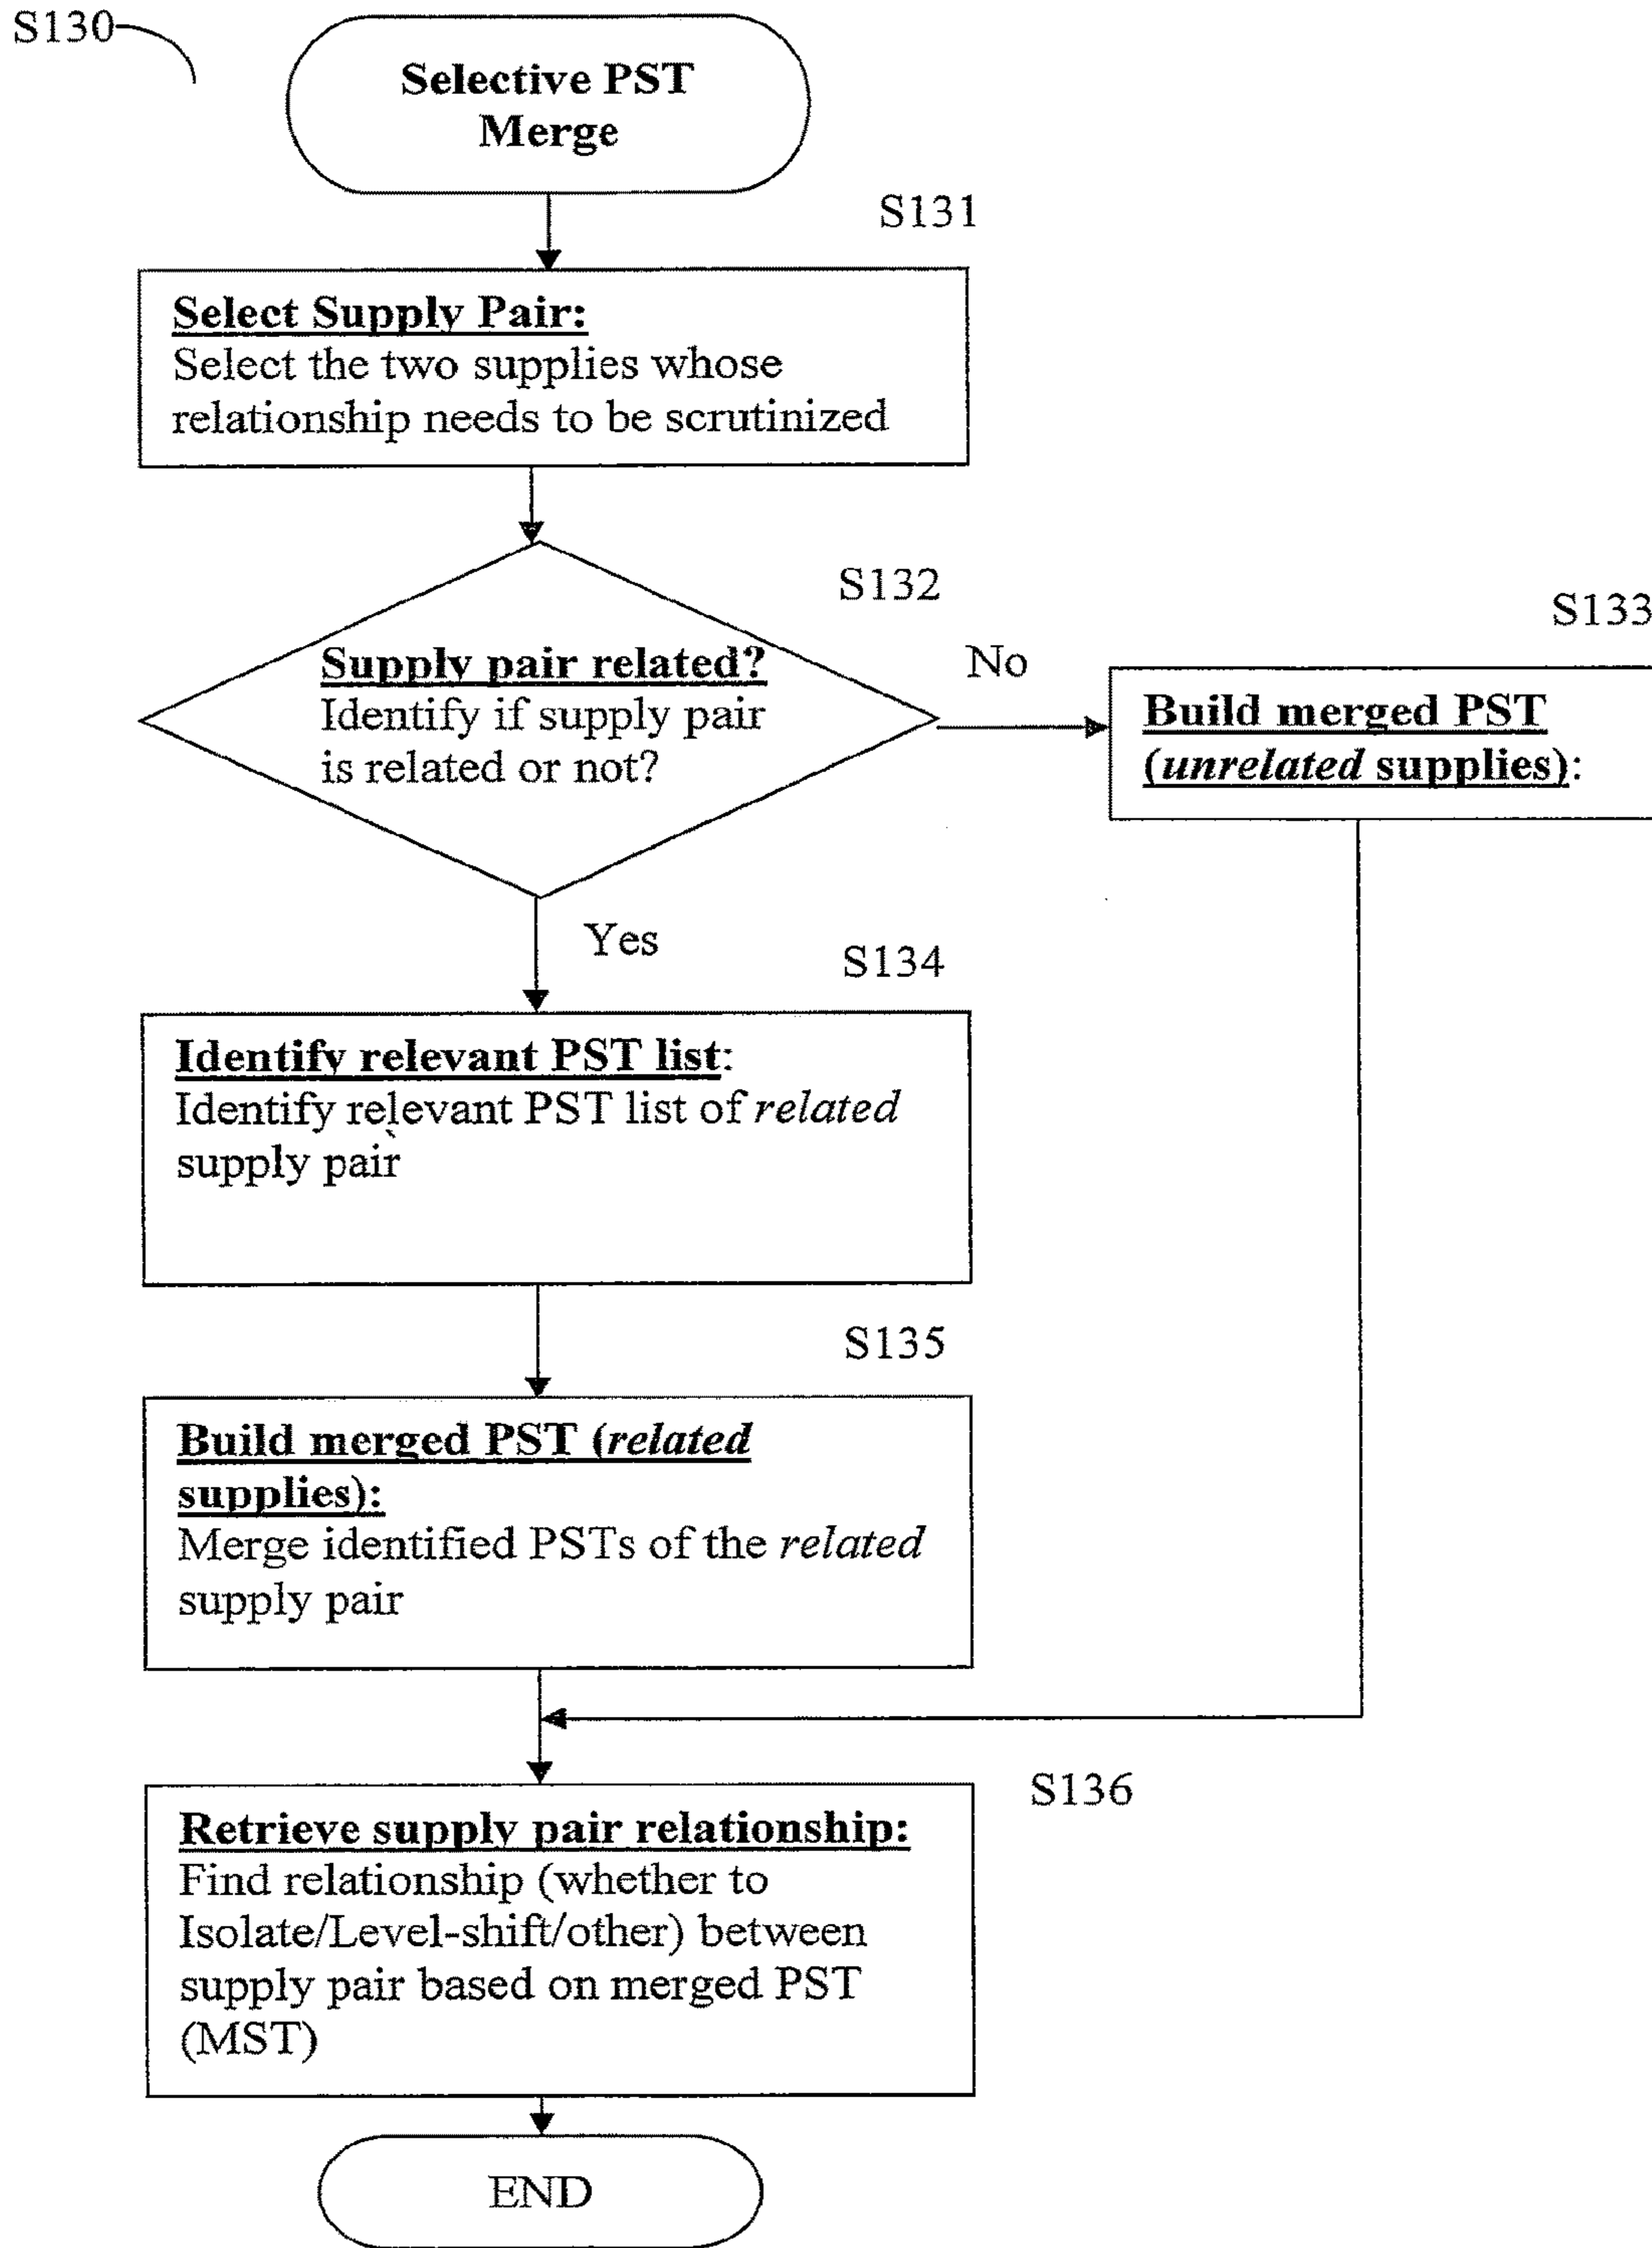 S130
Selective PST
Merge
S131
Select Supply Pair:
Select the two supplies whose
relationship needs to be scrutinized
S132
Supply pair related?
Identify if supply pair
is related or not?
No
S133
Build merged PST
(unrelated supplies):
Yes
S134
Identify relevant PST list:
Identify relevant PST list of related
supply pair
S135
Build merged PST (related
supplies):
Merge identified PSTs of the related
supply pair
S136
Retrieve supply pair relationship:
Find relationship (whether to
Isolate/Level-shift/other) between
supply pair based on merged PST
(MST)
END